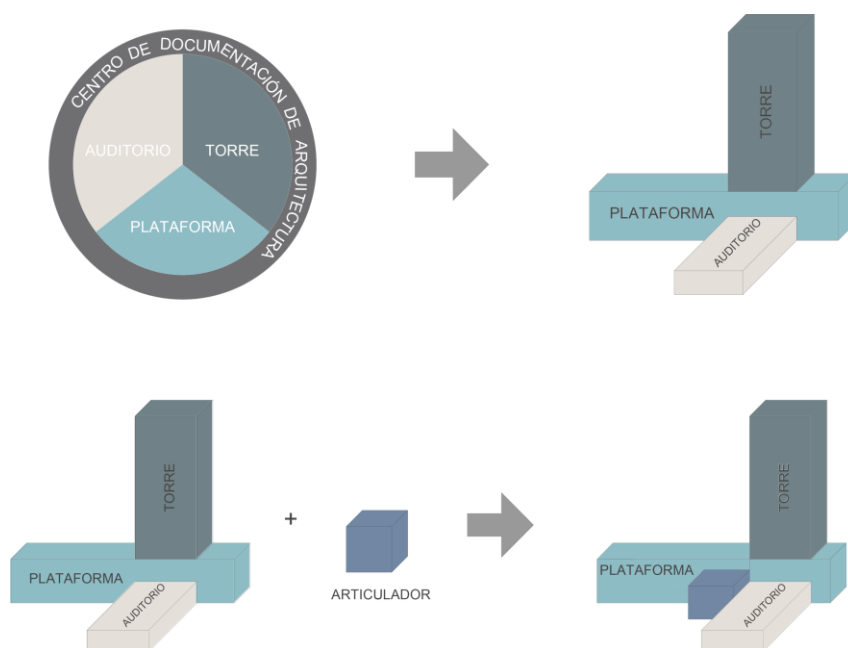 CENTRO DE DOCUMENTACIÓN DE ARQUITECTURA
AUDITORIO
TORRE
PLATAFORMA
TORRE
PLATAFORMA
AUDITORIO
TORRE
PLATAFORMA
AUDITORIO
+
ARTICULADOR
TORRE
PLATAFORMA
AUDITORIO